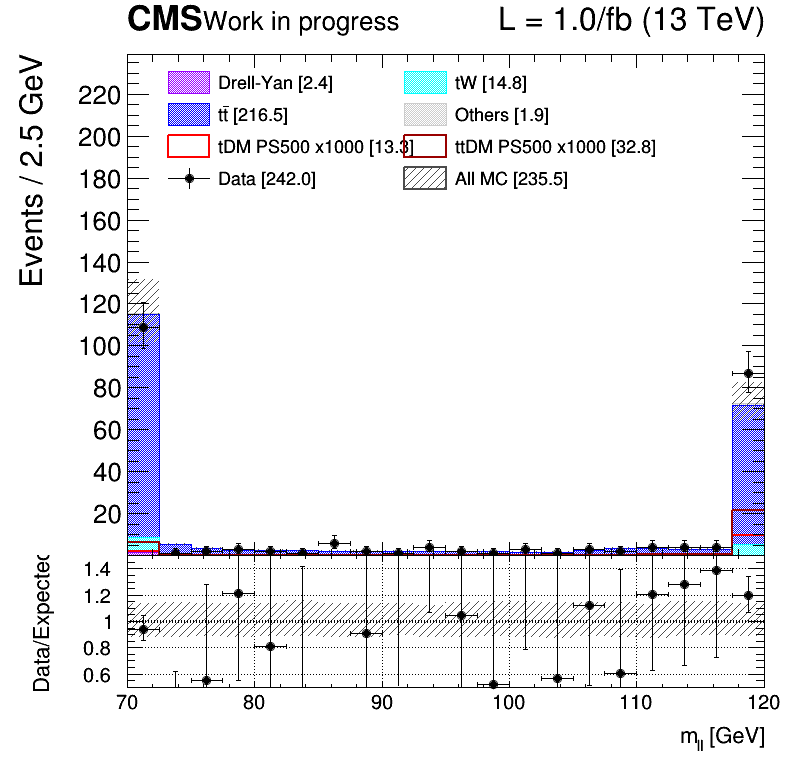 CMS Work in progress L = 1.0/fb (13 TeV)
Events / 2.5 GeV
Drell-Yan [2.4] tW [14.8]
tt̄ [216.5] Others [1.9]
tDM PS500 x1000 [13.3] ttDM PS500 x1000 [32.8]
Data [242.0] All MC [235.5]
220
200
180
160
140
120
100
80
60
40
20
Data/Expected
1.4
1.2
1
0.8
0.6
70 80 90 100 110 120
m_ll [GeV]